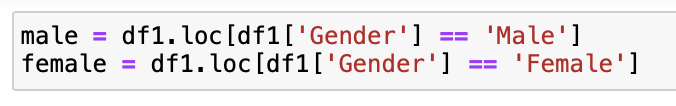 male = df1.loc[df1['Gender'] == 'Male']
female = df1.loc[df1['Gender'] == 'Female']